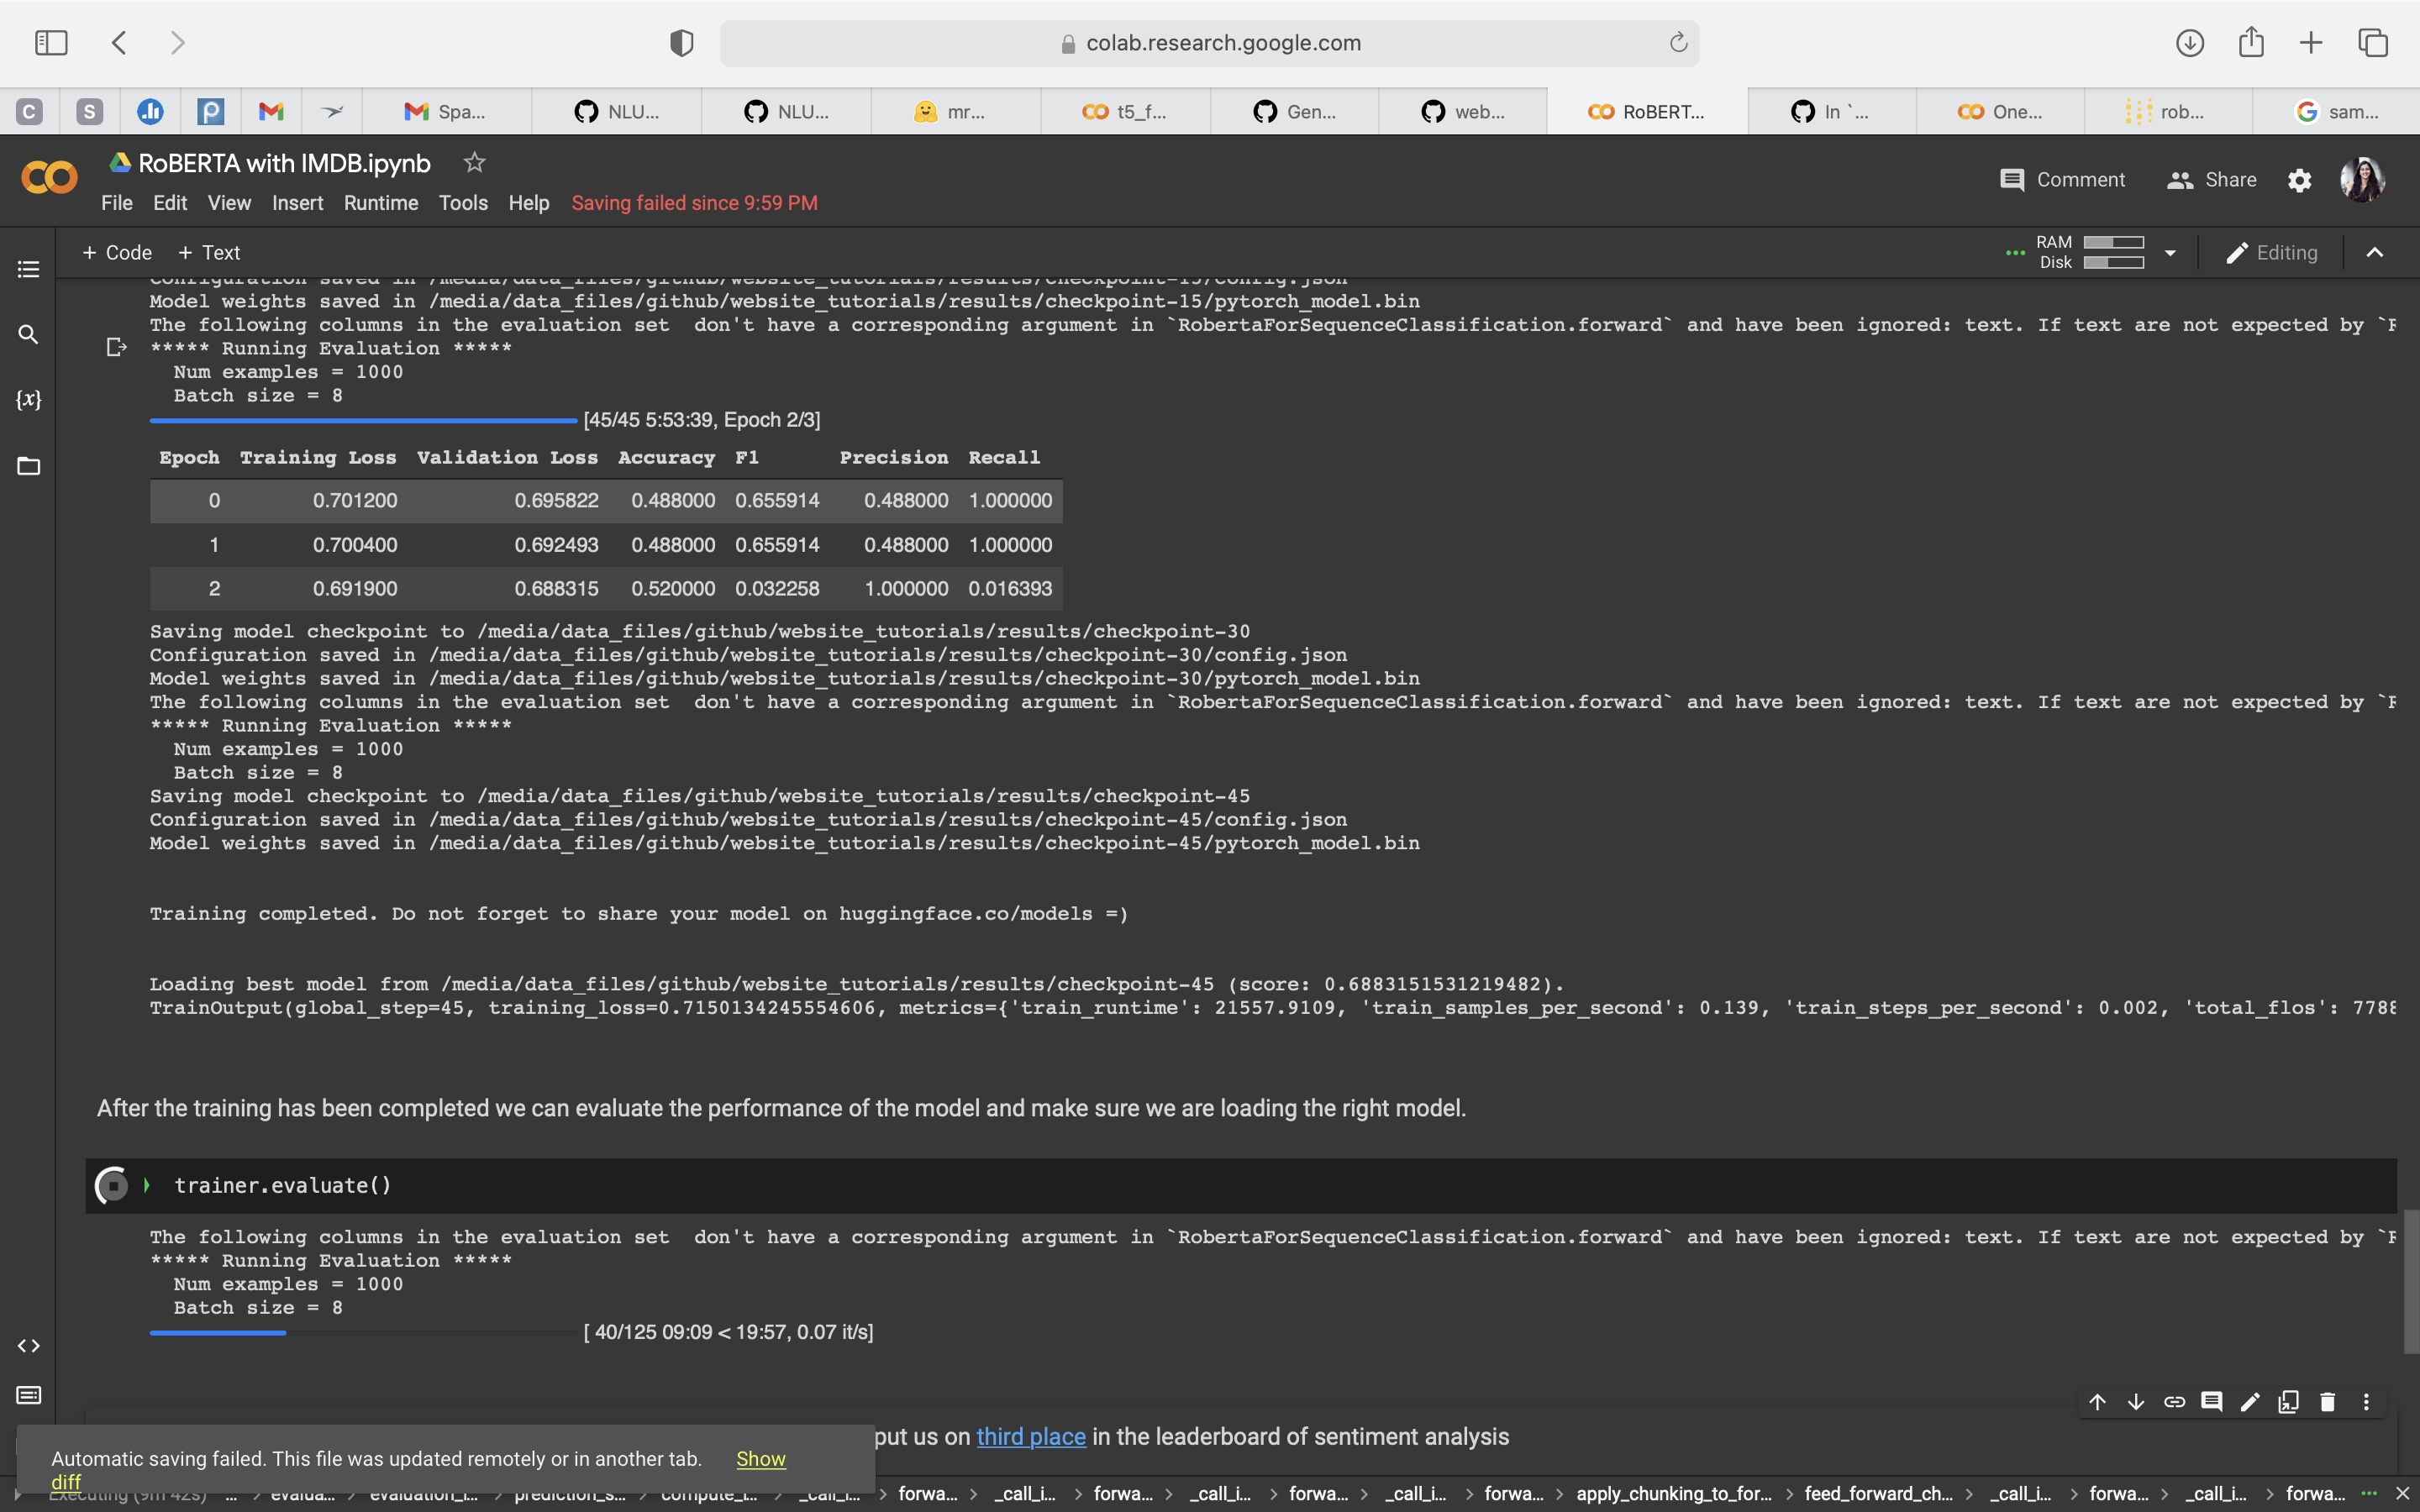 colab.research.google.com
C S Spa... NLU... NLU... mr... t5_f... Gen... web... RoBERT... In `... One... rob... sam...
RoBERTA with IMDB.ipynb
Comment Share
File Edit View Insert Runtime Tools Help Saving failed since 9:59 PM
+ Code + Text
RAM
Disk
Editing
Configuration saved in /media/data_files/github/website_tutorials/results/checkpoint-15/config.json
Model weights saved in /media/data_files/github/website_tutorials/results/checkpoint-15/pytorch_model.bin
The following columns in the evaluation set  don't have a corresponding argument in `RobertaForSequenceClassification.forward` and have been ignored: text. If text are not expected by `R
***** Running Evaluation *****
Num examples = 1000
Batch size = 8
[45/45 5:53:39, Epoch 2/3]
Epoch Training Loss Validation Loss Accuracy F1 Precision Recall
0 0.701200 0.695822 0.488000 0.655914 0.488000 1.000000
1 0.700400 0.692493 0.488000 0.655914 0.488000 1.000000
2 0.691900 0.688315 0.520000 0.032258 1.000000 0.016393
Saving model checkpoint to /media/data_files/github/website_tutorials/results/checkpoint-30
Configuration saved in /media/data_files/github/website_tutorials/results/checkpoint-30/config.json
Model weights saved in /media/data_files/github/website_tutorials/results/checkpoint-30/pytorch_model.bin
The following columns in the evaluation set  don't have a corresponding argument in `RobertaForSequenceClassification.forward` and have been ignored: text. If text are not expected by `R
***** Running Evaluation *****
Num examples = 1000
Batch size = 8
Saving model checkpoint to /media/data_files/github/website_tutorials/results/checkpoint-45
Configuration saved in /media/data_files/github/website_tutorials/results/checkpoint-45/config.json
Model weights saved in /media/data_files/github/website_tutorials/results/checkpoint-45/pytorch_model.bin
Training completed. Do not forget to share your model on huggingface.co/models =)
Loading best model from /media/data_files/github/website_tutorials/results/checkpoint-45 (score: 0.6883151531219482).
TrainOutput(global_step=45, training_loss=0.7150134245554606, metrics={'train_runtime': 21557.9109, 'train_samples_per_second': 0.139, 'train_steps_per_second': 0.002, 'total_flos': 7788
After the training has been completed we can evaluate the performance of the model and make sure we are loading the right model.
trainer.evaluate()
The following columns in the evaluation set  don't have a corresponding argument in `RobertaForSequenceClassification.forward` and have been ignored: text. If text are not expected by `R
***** Running Evaluation *****
Num examples = 1000
Batch size = 8
[ 40/125 09:09 < 19:57, 0.07 it/s]
put us on third place in the leaderboard of sentiment analysis
Automatic saving failed. This file was updated remotely or in another tab. Show
diff
Executing (9m 42s) ... > evalua... > evaluation_l... > prediction_s... > compute_l... > _call_i... > forwa... > _call_i... > forwa... > _call_i... > forwa... > _call_i... > forwa... > apply_chunking_to_for... > feed_forward_ch... > _call_i... > forwa... > _call_i... > forwa...